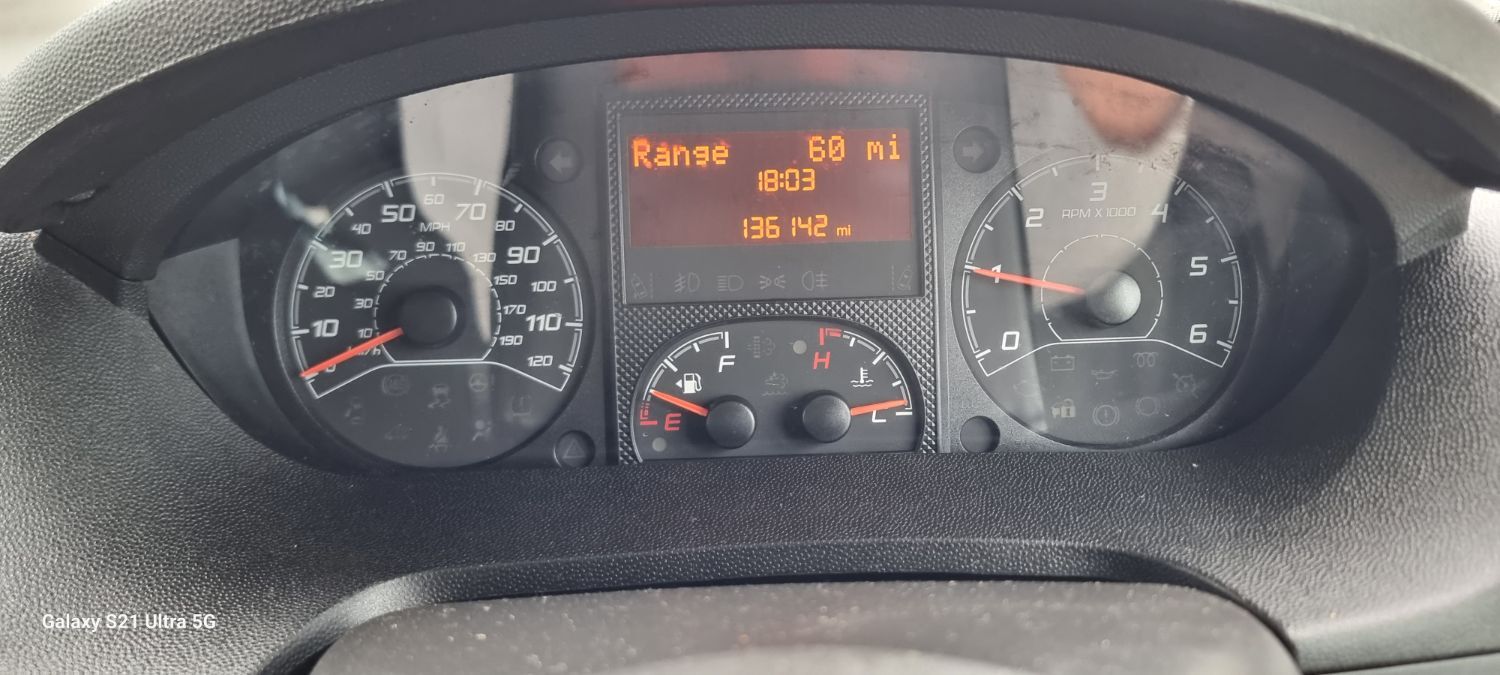 Range 60 mi
18:03
136142 mi
0 10 20 30 40 50 60 70 80 90 100 110 120
MPH
10 30 50 70 90 110 130 150 170 190
km/h
E F
H L
0 1 2 3 4 5 6
RPM X 1000
Galaxy S21 Ultra 5G